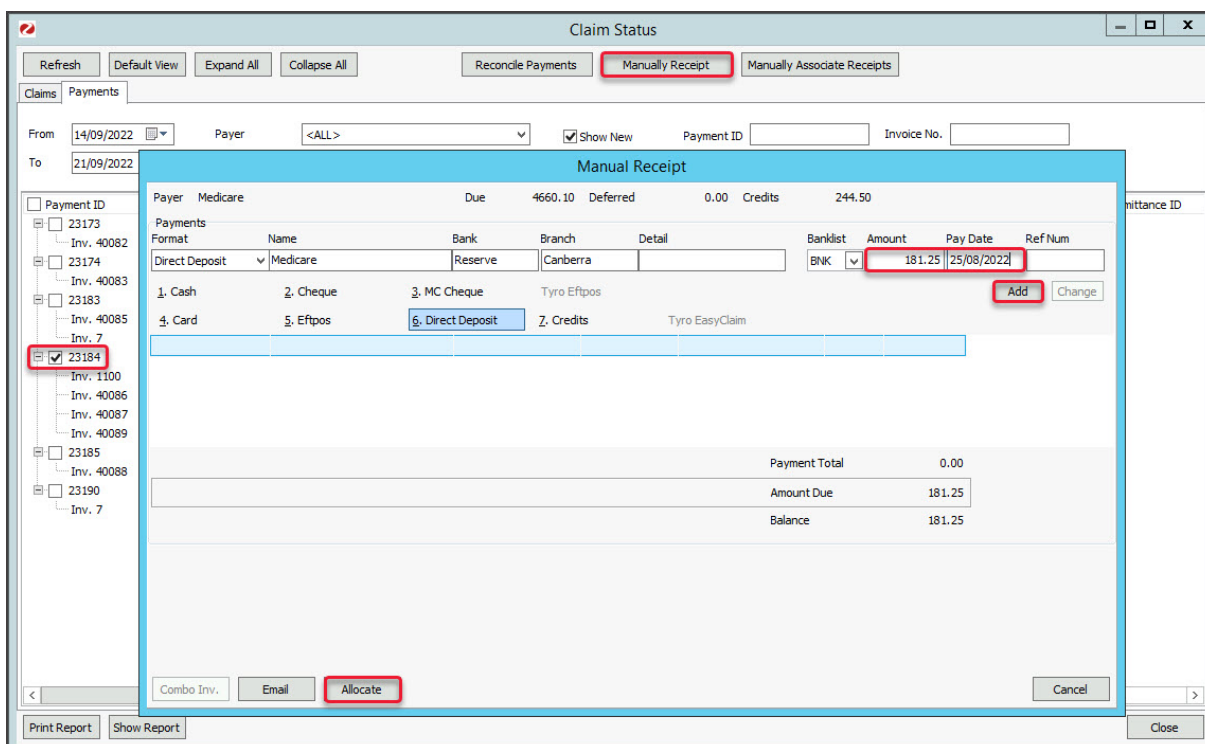 Claim Status
Refresh Default View Expand All Collapse All Reconcile Payments Manually Receipt Manually Associate Receipts
Claims Payments
From 14/09/2022 Payer <ALL> Show New Payment ID Invoice No.
To 21/09/2022
Manual Receipt
Payer Medicare Due 4660.10 Deferred 0.00 Credits 244.50
Payments
Format Name Bank Branch Detail Banklist Amount Pay Date Ref Num
Direct Deposit Medicare Reserve Canberra BNK 181.25 25/08/2022
1. Cash 2. Cheque 3. MC Cheque Tyro Eftpos Add Change
4. Card 5. Eftpos 6. Direct Deposit 7. Credits Tyro EasyClaim
Payment Total 0.00
Amount Due 181.25
Balance 181.25
Combo Inv. Email Allocate Cancel
Payment ID mittance ID
23173
Inv. 40082
23174
Inv. 40083
23183
Inv. 40085
Inv. 7
23184
Inv. 1100
Inv. 40086
Inv. 40087
Inv. 40089
23185
Inv. 40088
23190
Inv. 7
Print Report Show Report Close